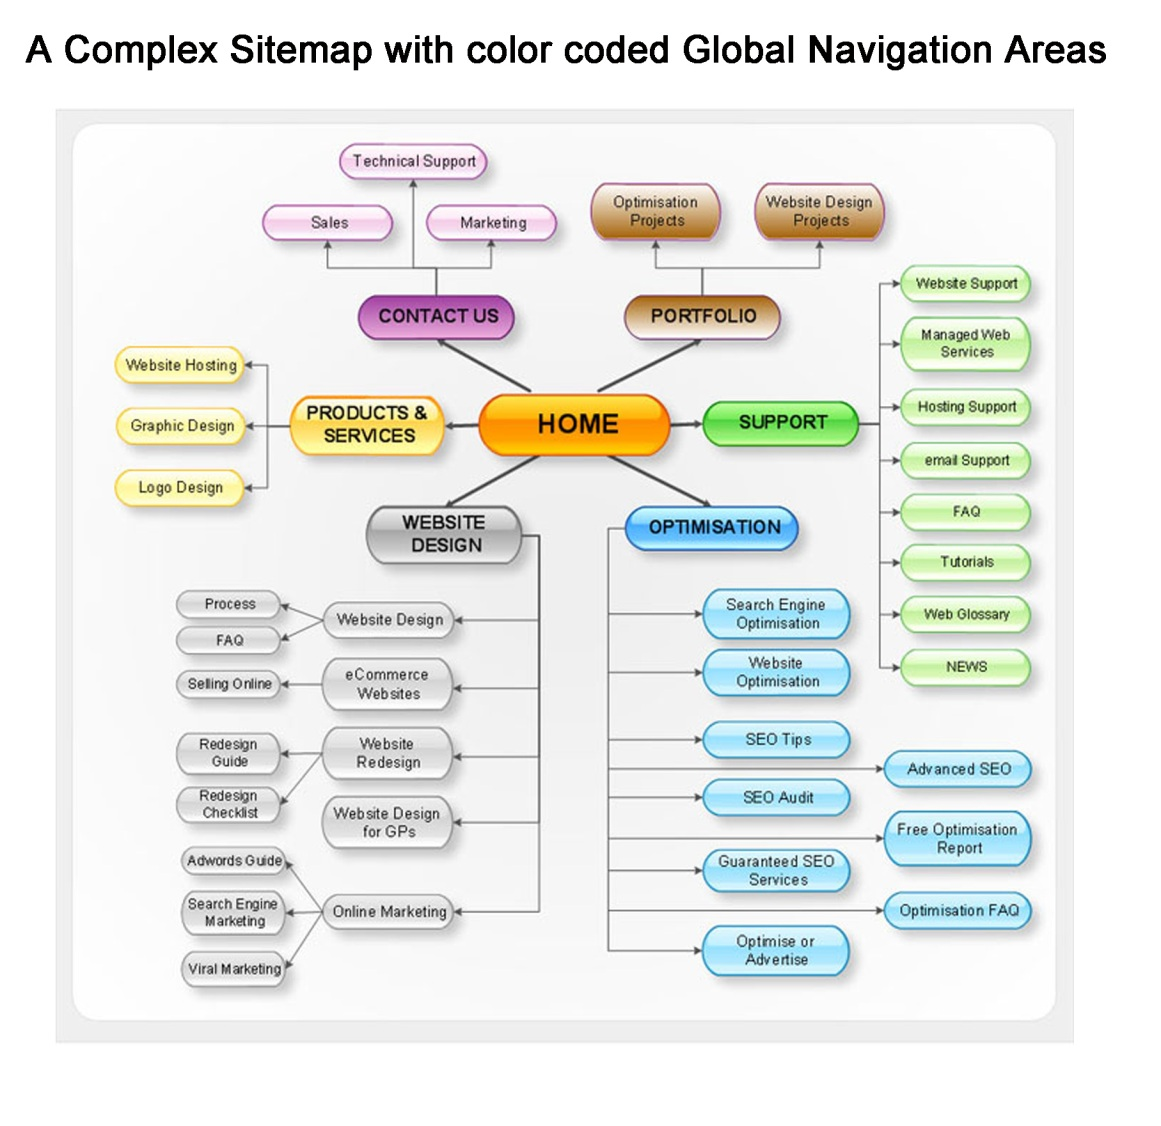 A Complex Sitemap with color coded Global Navigation Areas
Technical Support
Sales
Marketing
CONTACT US
Optimisation
Projects
Website Design
Projects
PORTFOLIO
Website Hosting
Graphic Design
Logo Design
PRODUCTS &
SERVICES
HOME
SUPPORT
Website Support
Managed Web
Services
Hosting Support
email Support
FAQ
Tutorials
Web Glossary
NEWS
WEBSITE
DESIGN
Website Design
Process
FAQ
eCommerce
Websites
Selling Online
Website
Redesign
Redesign
Guide
Redesign
Checklist
Website Design
for GPs
Online Marketing
Adwords Guide
Search Engine
Marketing
Viral Marketing
OPTIMISATION
Search Engine
Optimisation
Website
Optimisation
SEO Tips
Advanced SEO
SEO Audit
Free Optimisation
Report
Guaranteed SEO
Services
Optimisation FAQ
Optimise or
Advertise